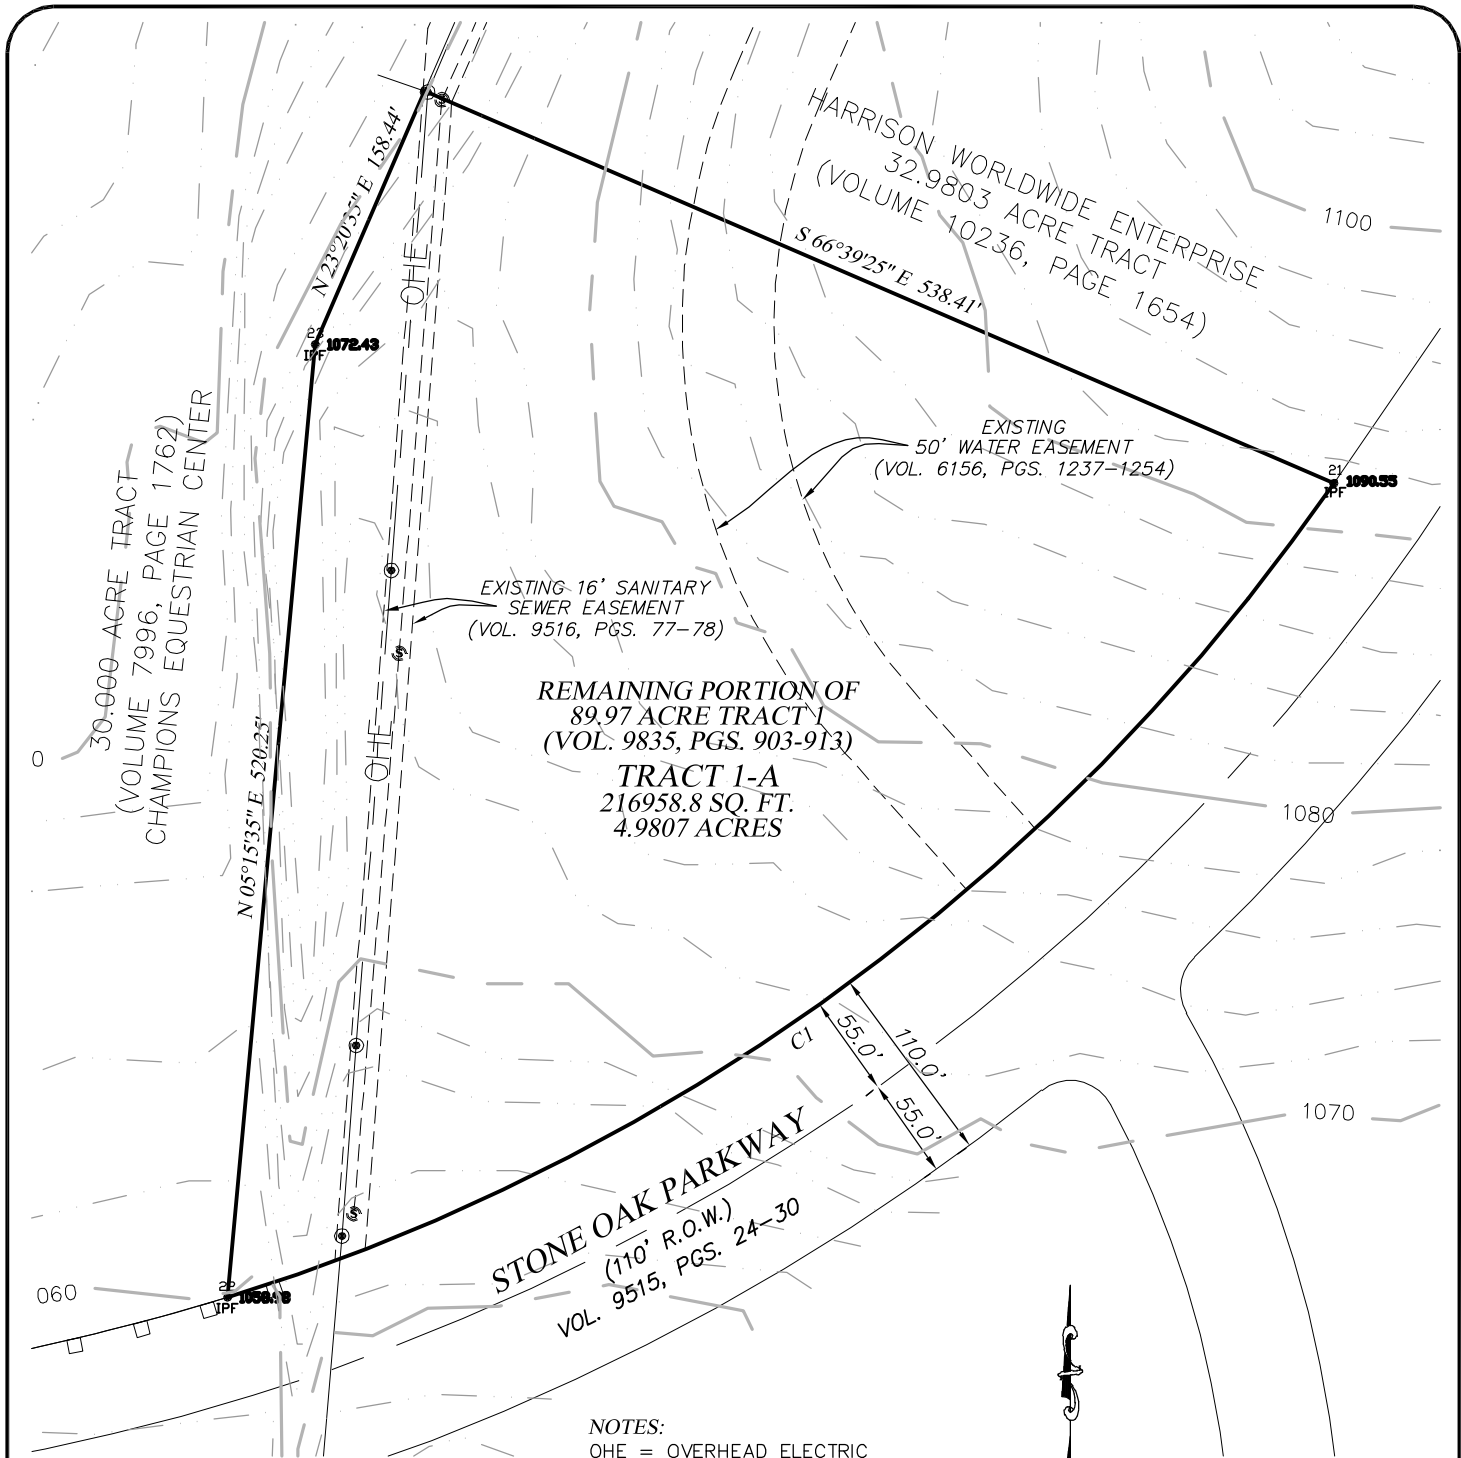 HARRISON WORLDWIDE ENTERPRISE
32.9803 ACRE TRACT
(VOLUME 10236, PAGE 1654)
1100
N 23°20'35" E 158.44'
OHE
S 66°39'25" E 538.41'
1072.43
IPF
EXISTING
50' WATER EASEMENT
(VOL. 6156, PGS. 1237-1254)
21
1090.55
IPF
30.000 ACRE TRACT
(VOLUME 7996, PAGE 1762)
CHAMPIONS EQUESTRIAN CENTER
EXISTING 16' SANITARY
SEWER EASEMENT
(VOL. 9516, PGS. 77-78)
S
REMAINING PORTION OF
89.97 ACRE TRACT 1
(VOL. 9835, PGS. 903-913)
TRACT 1-A
216958.8 SQ. FT.
4.9807 ACRES
OHE
0
N 05°15'35" E 520.25'
1080
C1
55.0'
110.0'
55.0'
1070
STONE OAK PARKWAY
(110' R.O.W.)
VOL. 9515, PGS. 24-30
S
060
IPF
NOTES:
OHE = OVERHEAD ELECTRIC